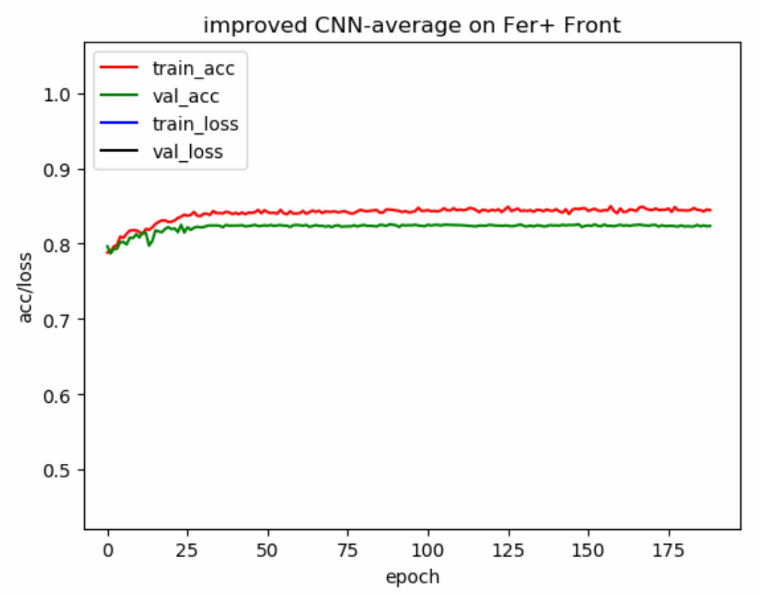 improved CNN-average on Fer+ Front
train_acc
val_acc
train_loss
val_loss
1.0
0.9
0.8
0.7
0.6
0.5
acc/loss
0 25 50 75 100 125 150 175
epoch